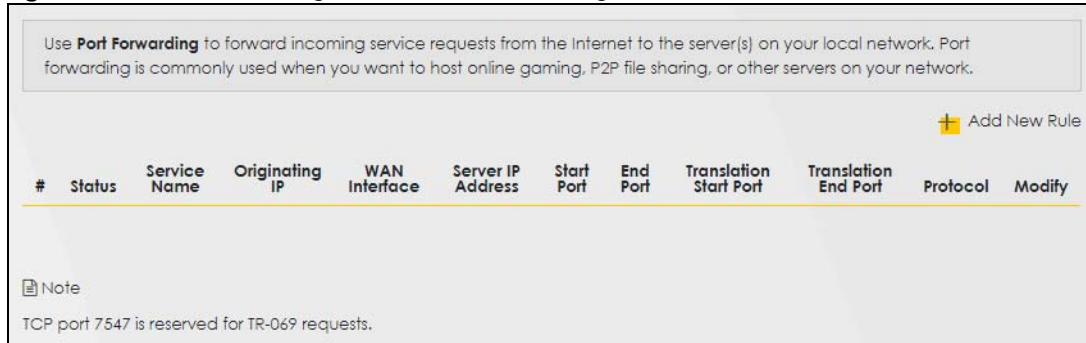 Use Port Forwarding to forward incoming service requests from the Internet to the server(s) on your local network. Port
forwarding is commonly used when you want to host online gaming, P2P file sharing, or other servers on your network.
+ Add New Rule
# Status Service Name Originating IP WAN Interface Server IP Address Start Port End Port Translation Start Port Translation End Port Protocol Modify
Note
TCP port 7547 is reserved for TR-069 requests.